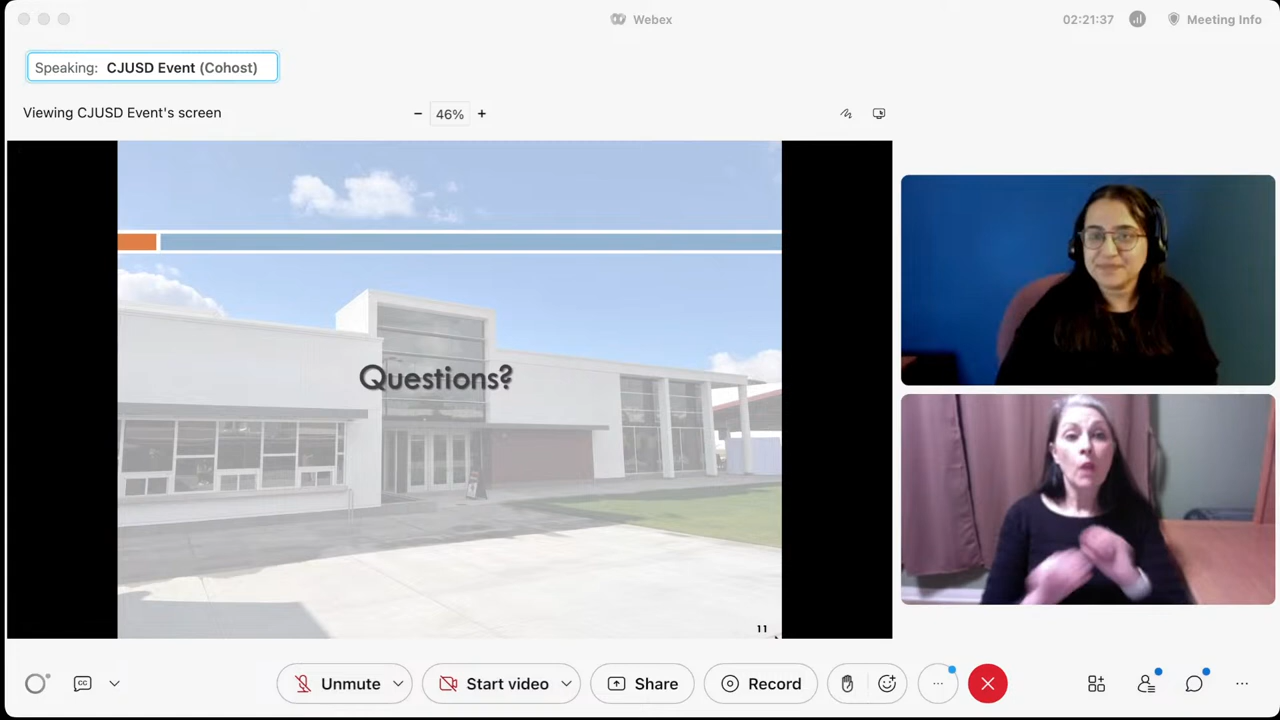 Webex
02:21:37
Meeting Info
Speaking: CJUSD Event (Cohost)
Viewing CJUSD Event's screen
− 46% +
Questions?
11
CC
Unmute
Start video
Share
Record